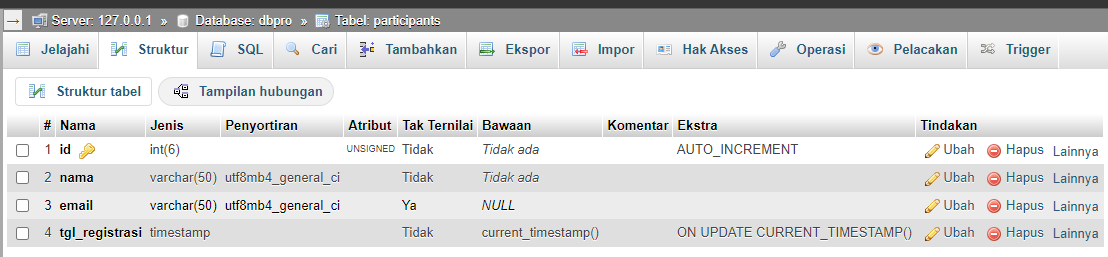 Server: 127.0.0.1 » Database: dbpro » Tabel: participants
Jelajahi Struktur SQL Cari Tambahkan Ekspor Impor Hak Akses Operasi Pelacakan Trigger
Struktur tabel Tampilan hubungan
# Nama Jenis Penyortiran Atribut Tak Ternilai Bawaan Komentar Ekstra Tindakan
1 id int(6) UNSIGNED Tidak Tidak ada AUTO_INCREMENT Ubah Hapus Lainnya
2 nama varchar(50) utf8mb4_general_ci Tidak Tidak ada Ubah Hapus Lainnya
3 email varchar(50) utf8mb4_general_ci Ya NULL Ubah Hapus Lainnya
4 tgl_registrasi timestamp Tidak current_timestamp() ON UPDATE CURRENT_TIMESTAMP() Ubah Hapus Lainnya